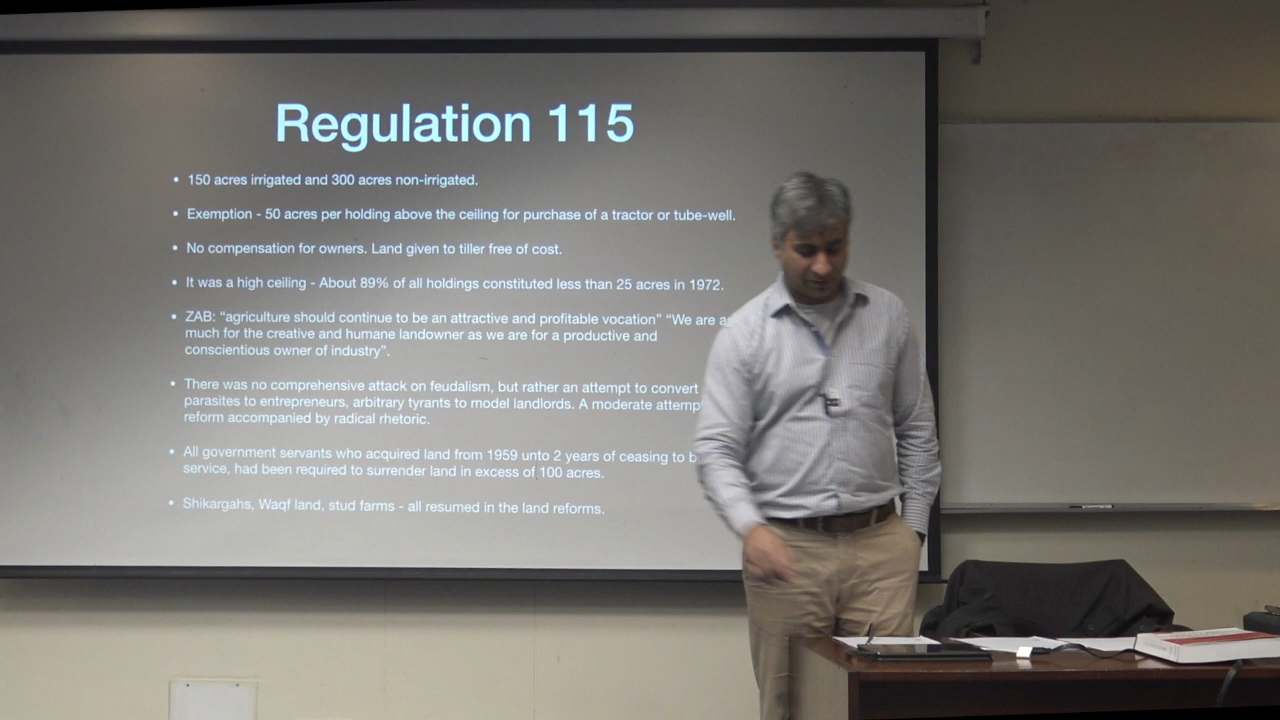 Regulation 115
• 150 acres irrigated and 300 acres non-irrigated.
• Exemption - 50 acres per holding above the ceiling for purchase of a tractor or tube-well.
• No compensation for owners. Land given to tiller free of cost.
• It was a high ceiling - About 89% of all holdings constituted less than 25 acres in 1972.
• ZAB: “agriculture should continue to be an attractive and profitable vocation” “We are as
much for the creative and humane landowner as we are for a productive and
conscientious owner of industry”.
• There was no comprehensive attack on feudalism, but rather an attempt to convert
parasites to entrepreneurs, arbitrary tyrants to model landlords. A moderate attempt
reform accompanied by radical rhetoric.
• All government servants who acquired land from 1959 unto 2 years of ceasing to b
service, had been required to surrender land in excess of 100 acres.
• Shikargahs, Waqf land, stud farms - all resumed in the land reforms.